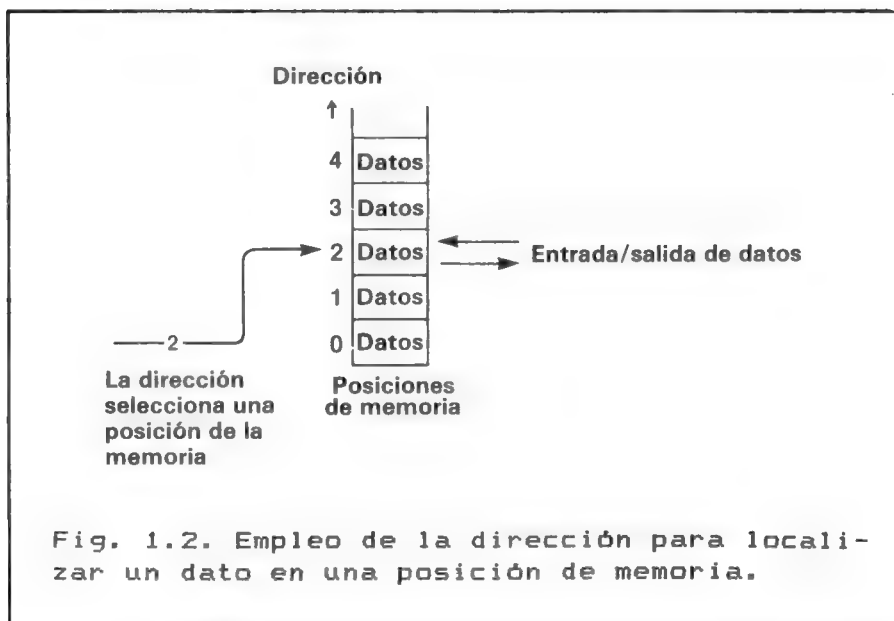 Dirección
4 Datos
3 Datos
2 Datos
Entrada/salida de datos
1 Datos
2
0 Datos
La dirección
selecciona una
posición de la
memoria
Posiciones
de memoria
Fig. 1.2. Empleo de la dirección para locali-
zar un dato en una posición de memoria.